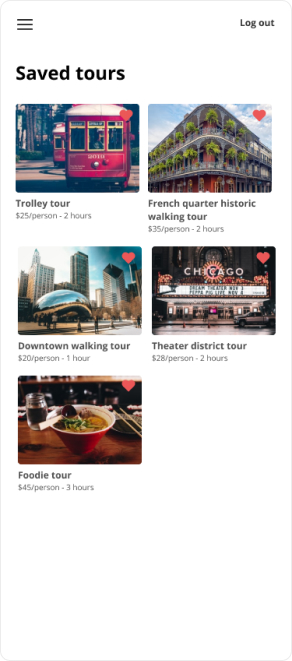 Log out
Saved tours
Trolley tour
$25/person - 2 hours
French quarter historic
walking tour
$35/person - 2 hours
CHICAGO
Downtown walking tour
$20/person - 1 hour
Theater district tour
$28/person - 2 hours
Foodie tour
$45/person - 3 hours